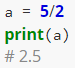 a = 5/2
print(a)
# 2.5